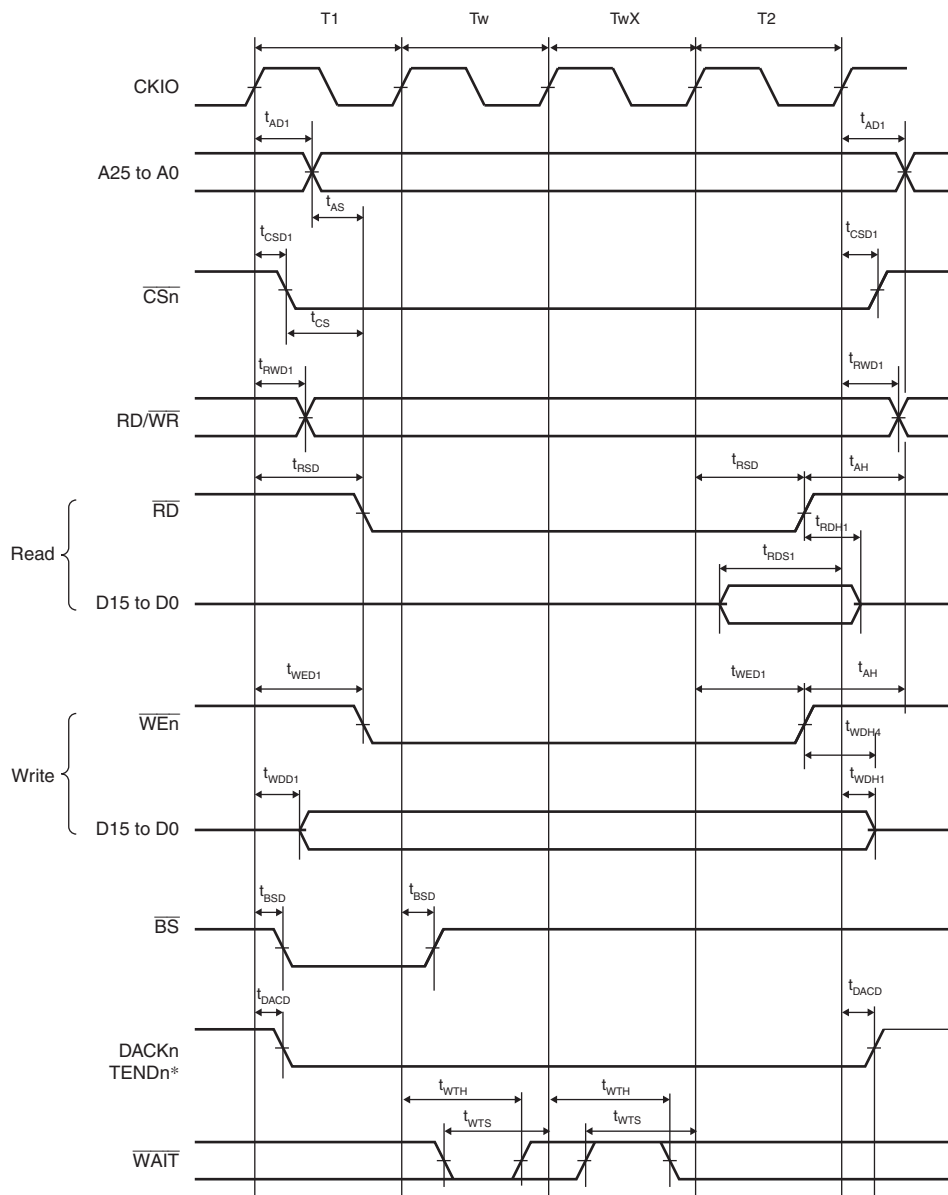 T1 Tw TwX T2
CKIO
tAD1 tAD1
A25 to A0
tAS
tCSD1 tCSD1
CSn
tCS
tRWD1 tRWD1
RD/WR
tRSD tRSD tAH
RD
tRDH1
Read
tRDS1
D15 to D0
tWED1 tWED1 tAH
WEn
tWDH4
Write
tWDD1 tWDH1
D15 to D0
tBSD tBSD
BS
tDACD tDACD
DACKn
TENDn*
tWTH tWTH
tWTS tWTS
WAIT